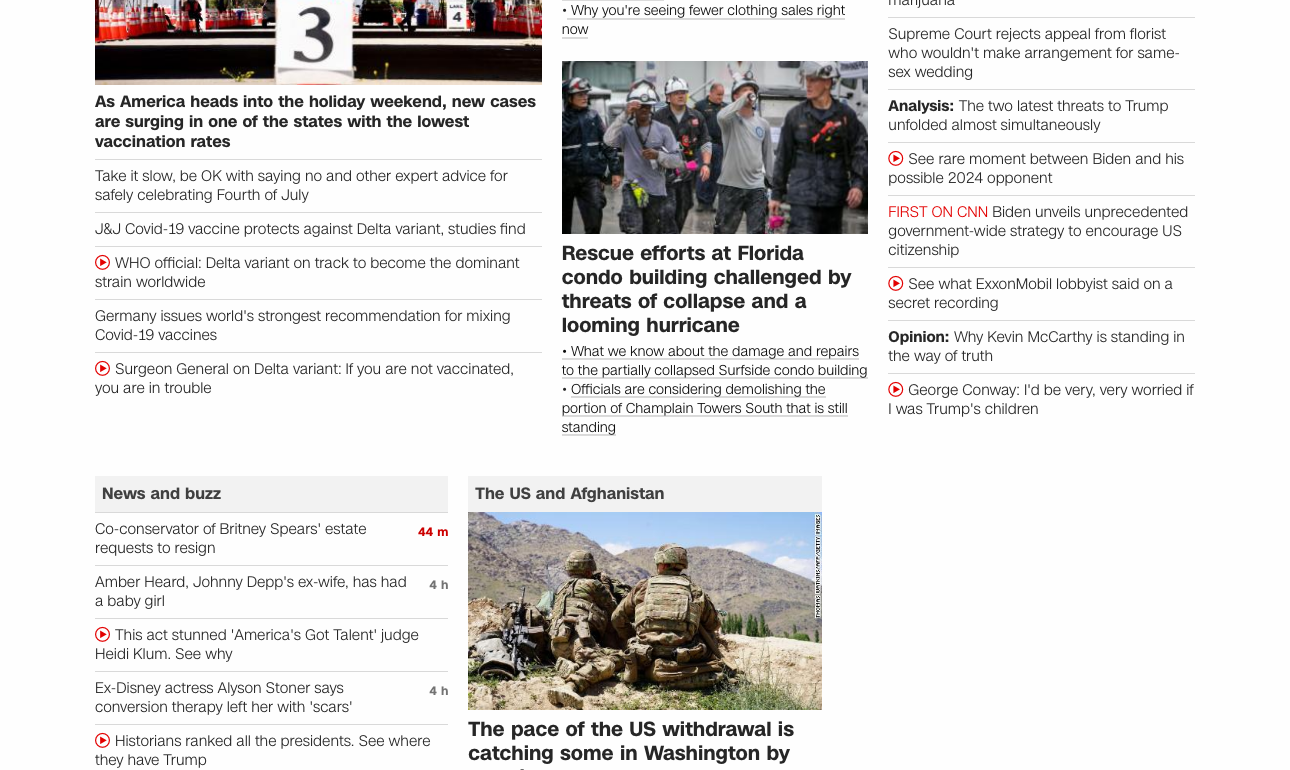 3
LANE
4
As America heads into the holiday weekend, new cases
are surging in one of the states with the lowest
vaccination rates
Take it slow, be OK with saying no and other expert advice for
safely celebrating Fourth of July
J&J Covid-19 vaccine protects against Delta variant, studies find
WHO official: Delta variant on track to become the dominant
strain worldwide
Germany issues world's strongest recommendation for mixing
Covid-19 vaccines
Surgeon General on Delta variant: If you are not vaccinated,
you are in trouble
• Why you're seeing fewer clothing sales right
now
Rescue efforts at Florida
condo building challenged by
threats of collapse and a
looming hurricane
• What we know about the damage and repairs
to the partially collapsed Surfside condo building
• Officials are considering demolishing the
portion of Champlain Towers South that is still
standing
marijuana
Supreme Court rejects appeal from florist
who wouldn't make arrangement for same-
sex wedding
Analysis: The two latest threats to Trump
unfolded almost simultaneously
See rare moment between Biden and his
possible 2024 opponent
FIRST ON CNN Biden unveils unprecedented
government-wide strategy to encourage US
citizenship
See what ExxonMobil lobbyist said on a
secret recording
Opinion: Why Kevin McCarthy is standing in
the way of truth
George Conway: I'd be very, very worried if
I was Trump's children
News and buzz
Co-conservator of Britney Spears' estate
requests to resign
44 m
Amber Heard, Johnny Depp's ex-wife, has had
a baby girl
4 h
This act stunned 'America's Got Talent' judge
Heidi Klum. See why
Ex-Disney actress Alyson Stoner says
conversion therapy left her with 'scars'
4 h
Historians ranked all the presidents. See where
they have Trump
The US and Afghanistan
THOMAS WATKINS/AFP/GETTY IMAGES
The pace of the US withdrawal is
catching some in Washington by